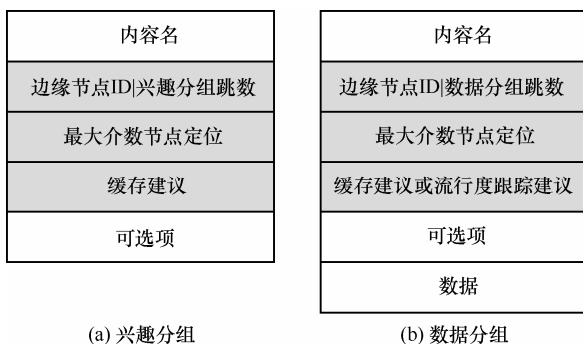 内容名
边缘节点ID|兴趣分组跳数
最大介数节点定位
缓存建议
可选项
(a) 兴趣分组
内容名
边缘节点ID|数据分组跳数
最大介数节点定位
缓存建议或流行度跟踪建议
可选项
数据
(b) 数据分组